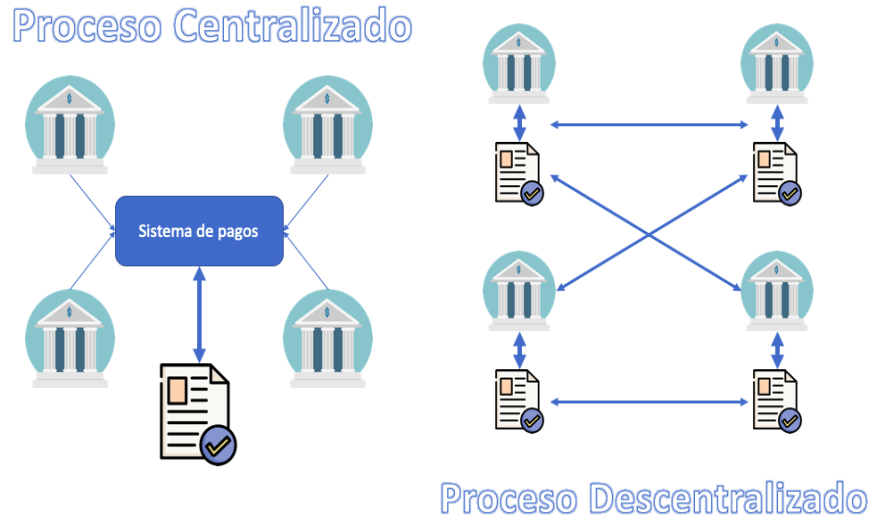 Proceso Centralizado
Sistema de pagos
Proceso Descentralizado